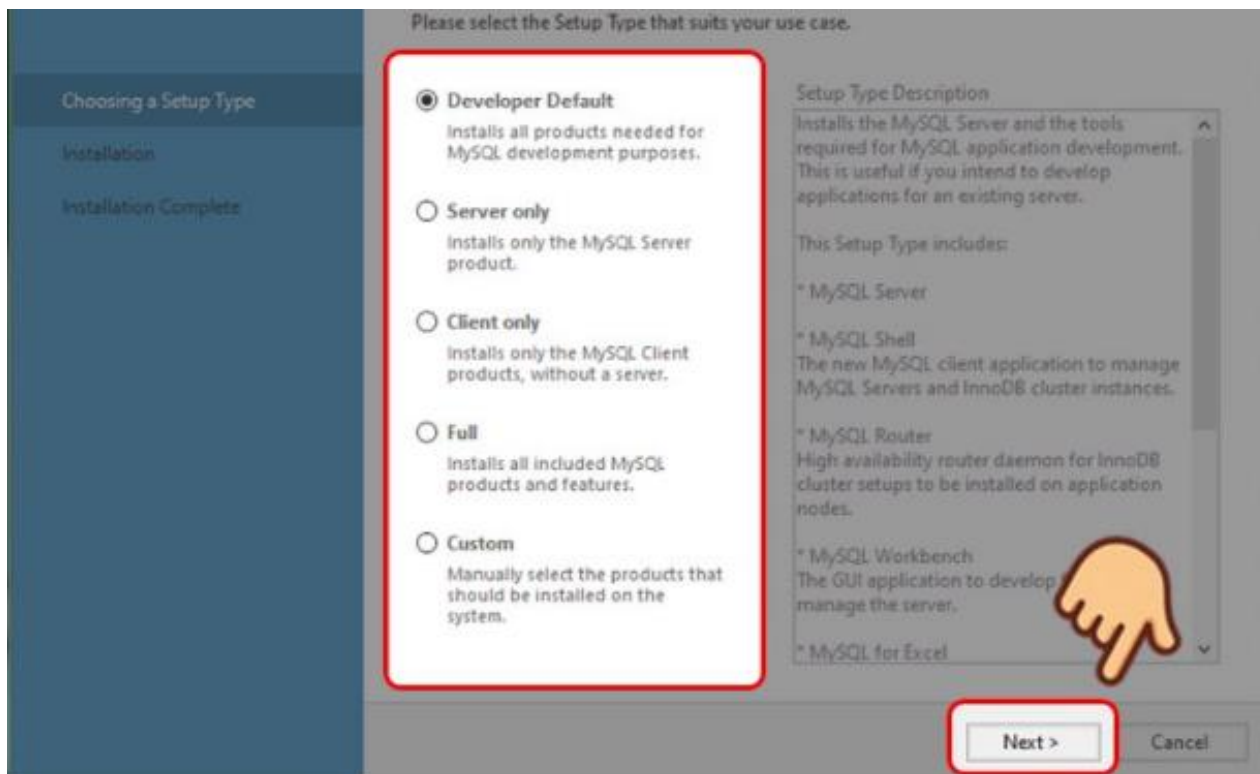 Please select the Setup Type that suits your use case.
Choosing a Setup Type
Installation
Installation Complete
Developer Default
Installs all products needed for
MySQL development purposes.
Server only
Installs only the MySQL Server
product.
Client only
Installs only the MySQL Client
products, without a server.
Full
Installs all included MySQL
products and features.
Custom
Manually select the products that
should be installed on the
system.
Setup Type Description
Installs the MySQL Server and the tools
required for MySQL application development.
This is useful if you intend to develop
applications for an existing server.
This Setup Type includes:
* MySQL Server
* MySQL Shell
The new MySQL client application to manage
MySQL Servers and InnoDB cluster instances.
* MySQL Router
High availability router daemon for InnoDB
cluster setups to be installed on application
nodes.
* MySQL Workbench
The GUI application to develop
manage the server.
* MySQL for Excel
Next >
Cancel